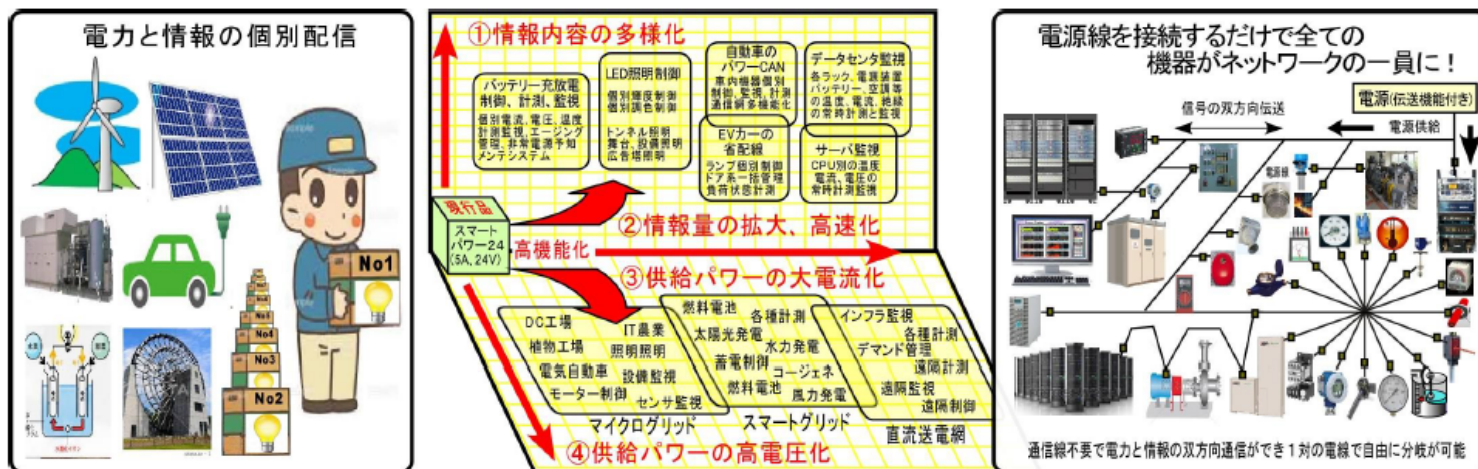 電力と情報の個別配信
No1
No4
No3
No2
①情報内容の多様化
バッテリー充放電
制御、計測、監視
個別電流、電圧、温度
計測監視、エージング
管理、非常電源予知
メンテシステム
LED照明制御
個別輝度制御
個別調色制御
トンネル照明
舞台、設備照明
広告塔照明
自動車の
パワーCAN
車内機器個別
制御、監視、計測
通信網多機能化
データセンタ監視
各ラック、電源装置
バッテリー、空調等
の温度、電流、絶縁
の常時計測と監視
EVカーの
省配線
ランプ個別制御
ドア系一括管理
負荷状態計測
サーバ監視
CPU別の温度
電流、電圧の
常時計測監視
現行品
スマート
パワー24
(5A, 24V)
高機能化
②情報量の拡大、高速化
③供給パワーの大電流化
DC工場
IT農業
植物工場
照明照明
電気自動車
設備監視
モーター制御
センサ監視
マイクログリッド
燃料電池
各種計測
太陽光発電
水力発電
蓄電制御
コージェネ
燃料電池
風力発電
スマートグリッド
インフラ監視
各種計測
デマンド管理
遠隔計測
遠隔監視
遠隔制御
直流送電網
④供給パワーの高電圧化
電源線を接続するだけで全ての
機器がネットワークの一員に！
電源(伝送機能付き)
信号の双方向伝送
電源供給
電源線
通信線不要で電力と情報の双方向通信ができ１対の電線で自由に分岐が可能